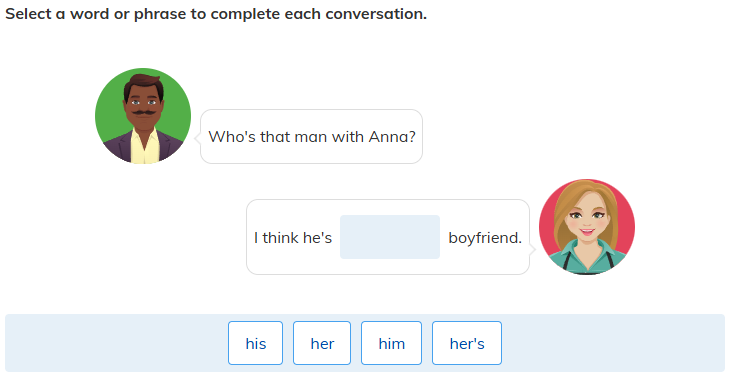 Select a word or phrase to complete each conversation.
Who's that man with Anna?
I think he's boyfriend.
his her him her's